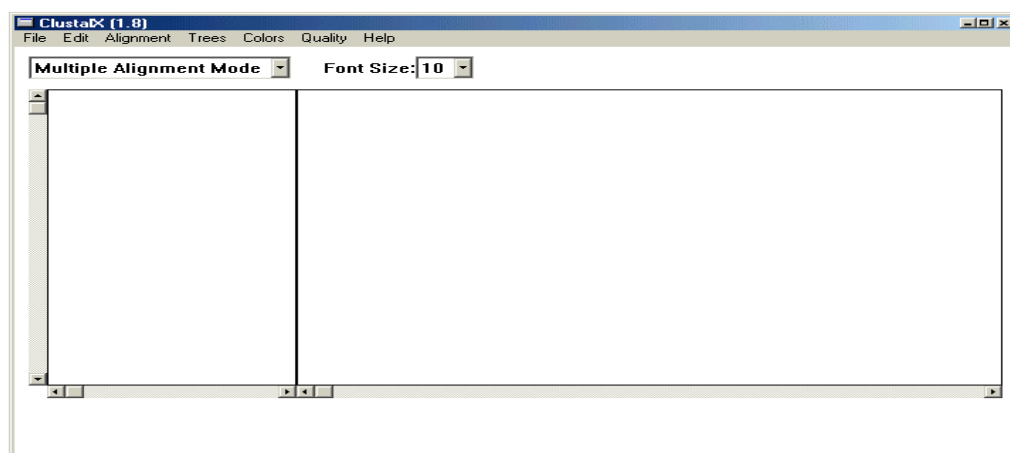 ClustalX (1.8)
File Edit Alignment Trees Colors Quality Help
Multiple Alignment Mode Font Size: 10